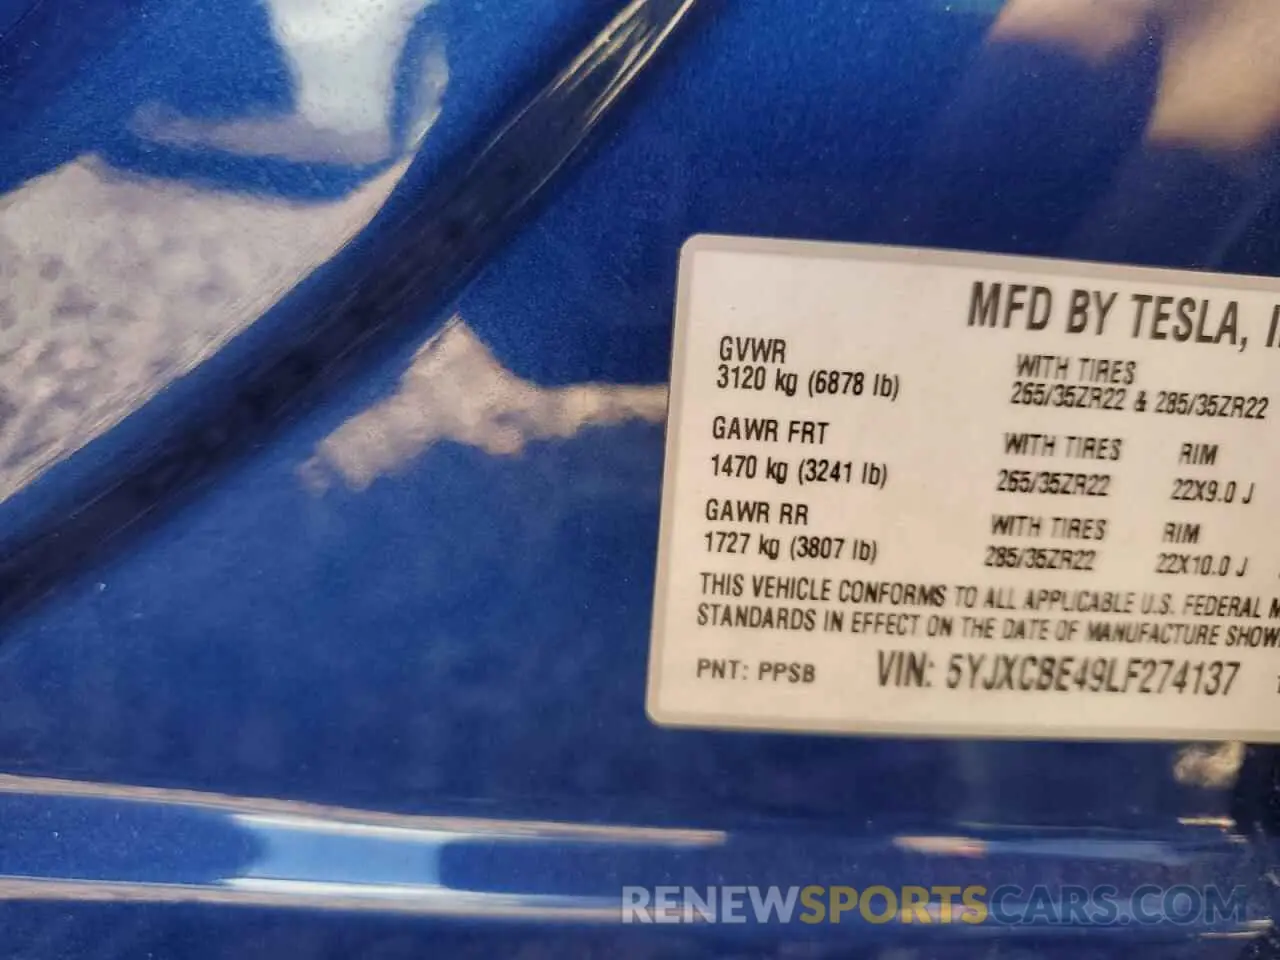 MFD BY TESLA,
GVWR
3120 kg (6878 lb)
WITH TIRES
265/35ZR22 & 285/35ZR22
GAWR FRT
1470 kg (3241 lb)
WITH TIRES
265/35ZR22
RIM
22X9.0 J
GAWR RR
1727 kg (3807 lb)
WITH TIRES
285/35ZR22
RIM
22X10.0 J
THIS VEHICLE CONFORMS TO ALL APPLICABLE U.S. FEDERAL M
STANDARDS IN EFFECT ON THE DATE OF MANUFACTURE SHOW
PNT: PPSB
VIN: 5YJXCBE49LF274137
RENEWSPORTSCARS.COM